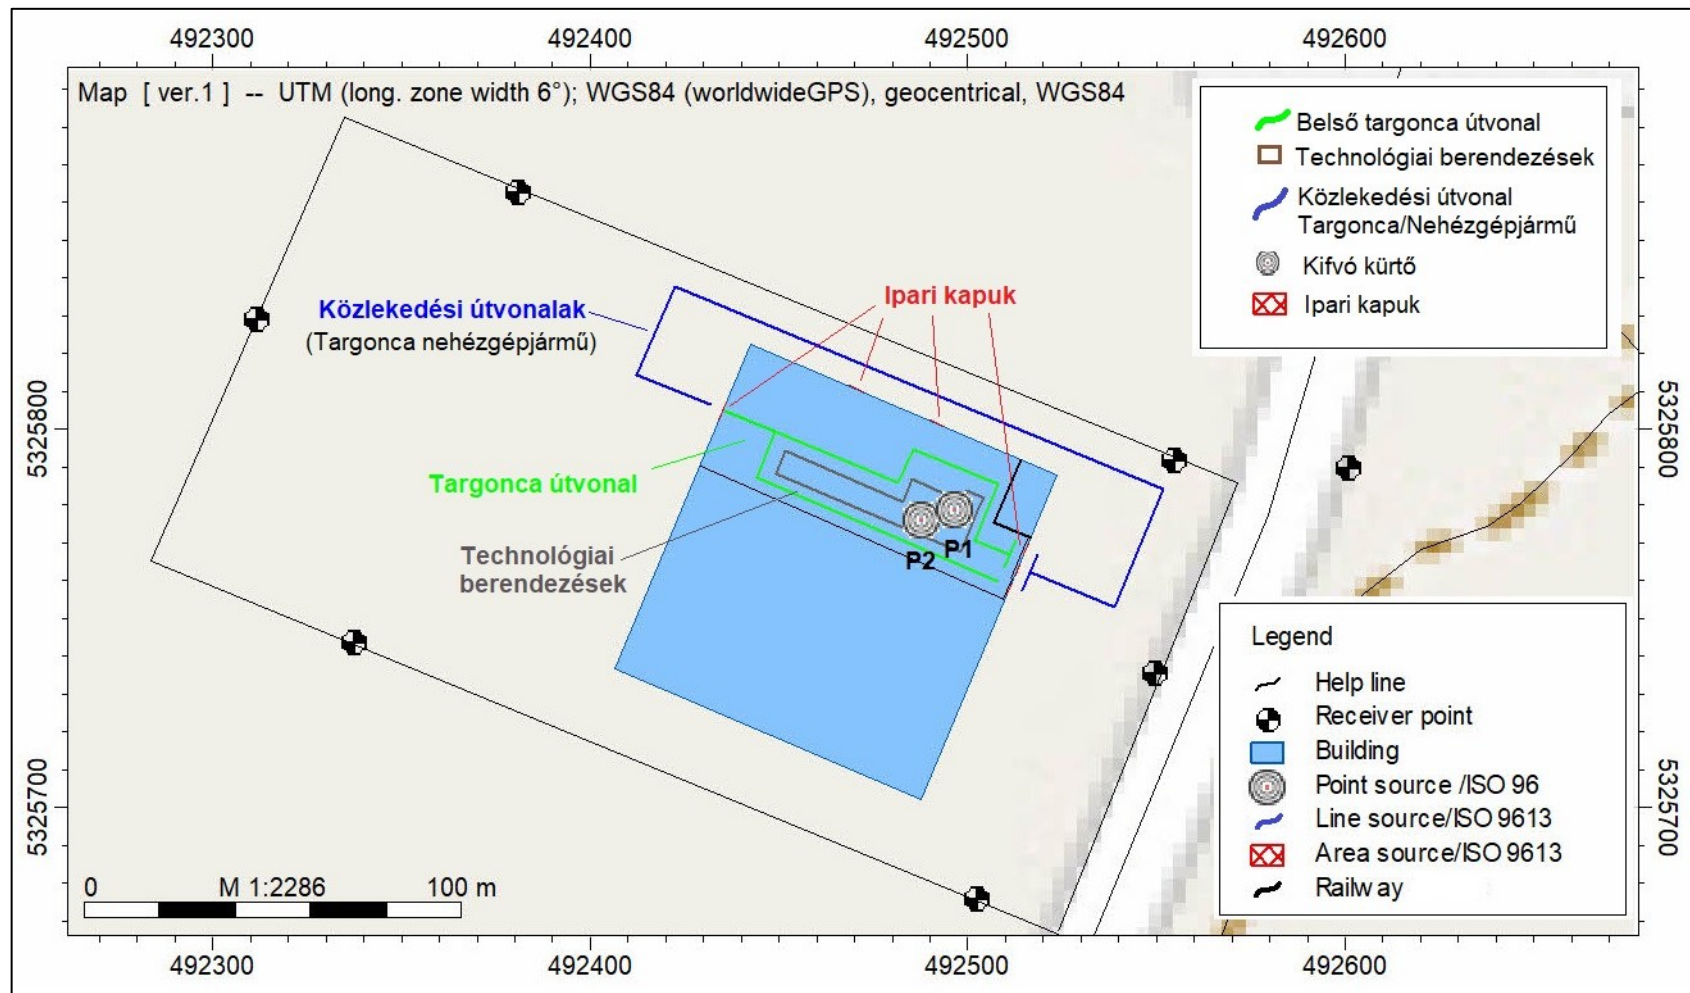 492300 492400 492500 492600
Map [ ver.1 ] -- UTM (long. zone width 6°); WGS84 (worldwideGPS), geocentrical, WGS84
Belső targonca útvonal
Technológiai berendezések
Közlekedési útvonal
Targonca/Nehézgépjármű
Kifvó kürtő
Ipari kapuk
Ipari kapuk
Közlekedési útvonalak
(Targonca nehézgépjármű)
5325800
5325800
Targonca útvonal
Technológiai
berendezések
P2 P1
Legend
Help line
Receiver point
Building
Point source /ISO 96
Line source/ISO 9613
Area source/ISO 9613
Railway
5325700
5325700
0 M 1:2286 100 m
492300 492400 492500 492600